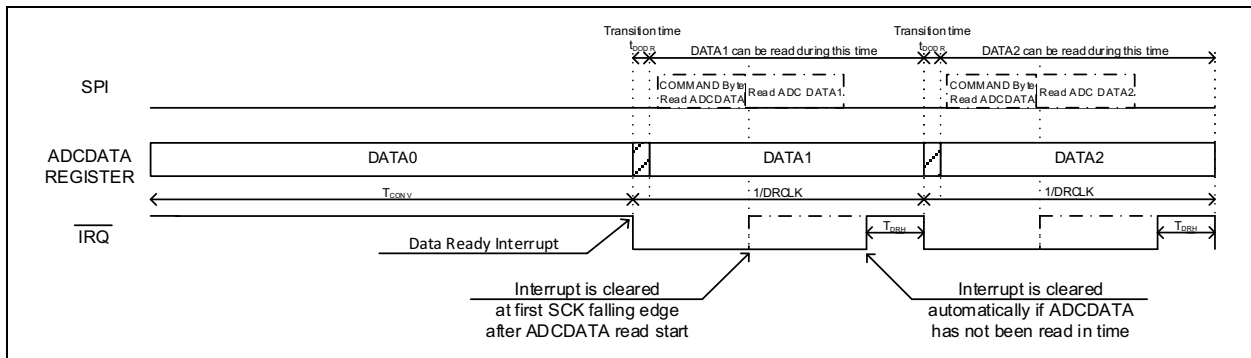 Transition time
Transition time
tDODR
DATA1 can be read during this time
tDODR
DATA2 can be read during this time
SPI
COMMAND Byte
Read ADCDATA
Read ADC DATA1
COMMAND Byte
Read ADCDATA
Read ADC DATA2
ADCDATA
REGISTER
DATA0
DATA1
DATA2
TCONV
1/DRCLK
1/DRCLK
IRQ
TDRH
TDRH
Data Ready Interrupt
Interrupt is cleared
at first SCK falling edge
after ADCDATA read start
Interrupt is cleared
automatically if ADCDATA
has not been read in time